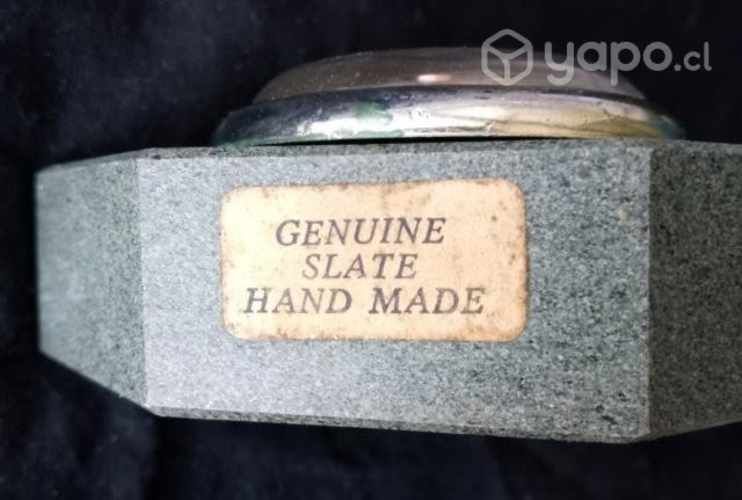 yapo.cl
GENUINE
SLATE
HAND MADE